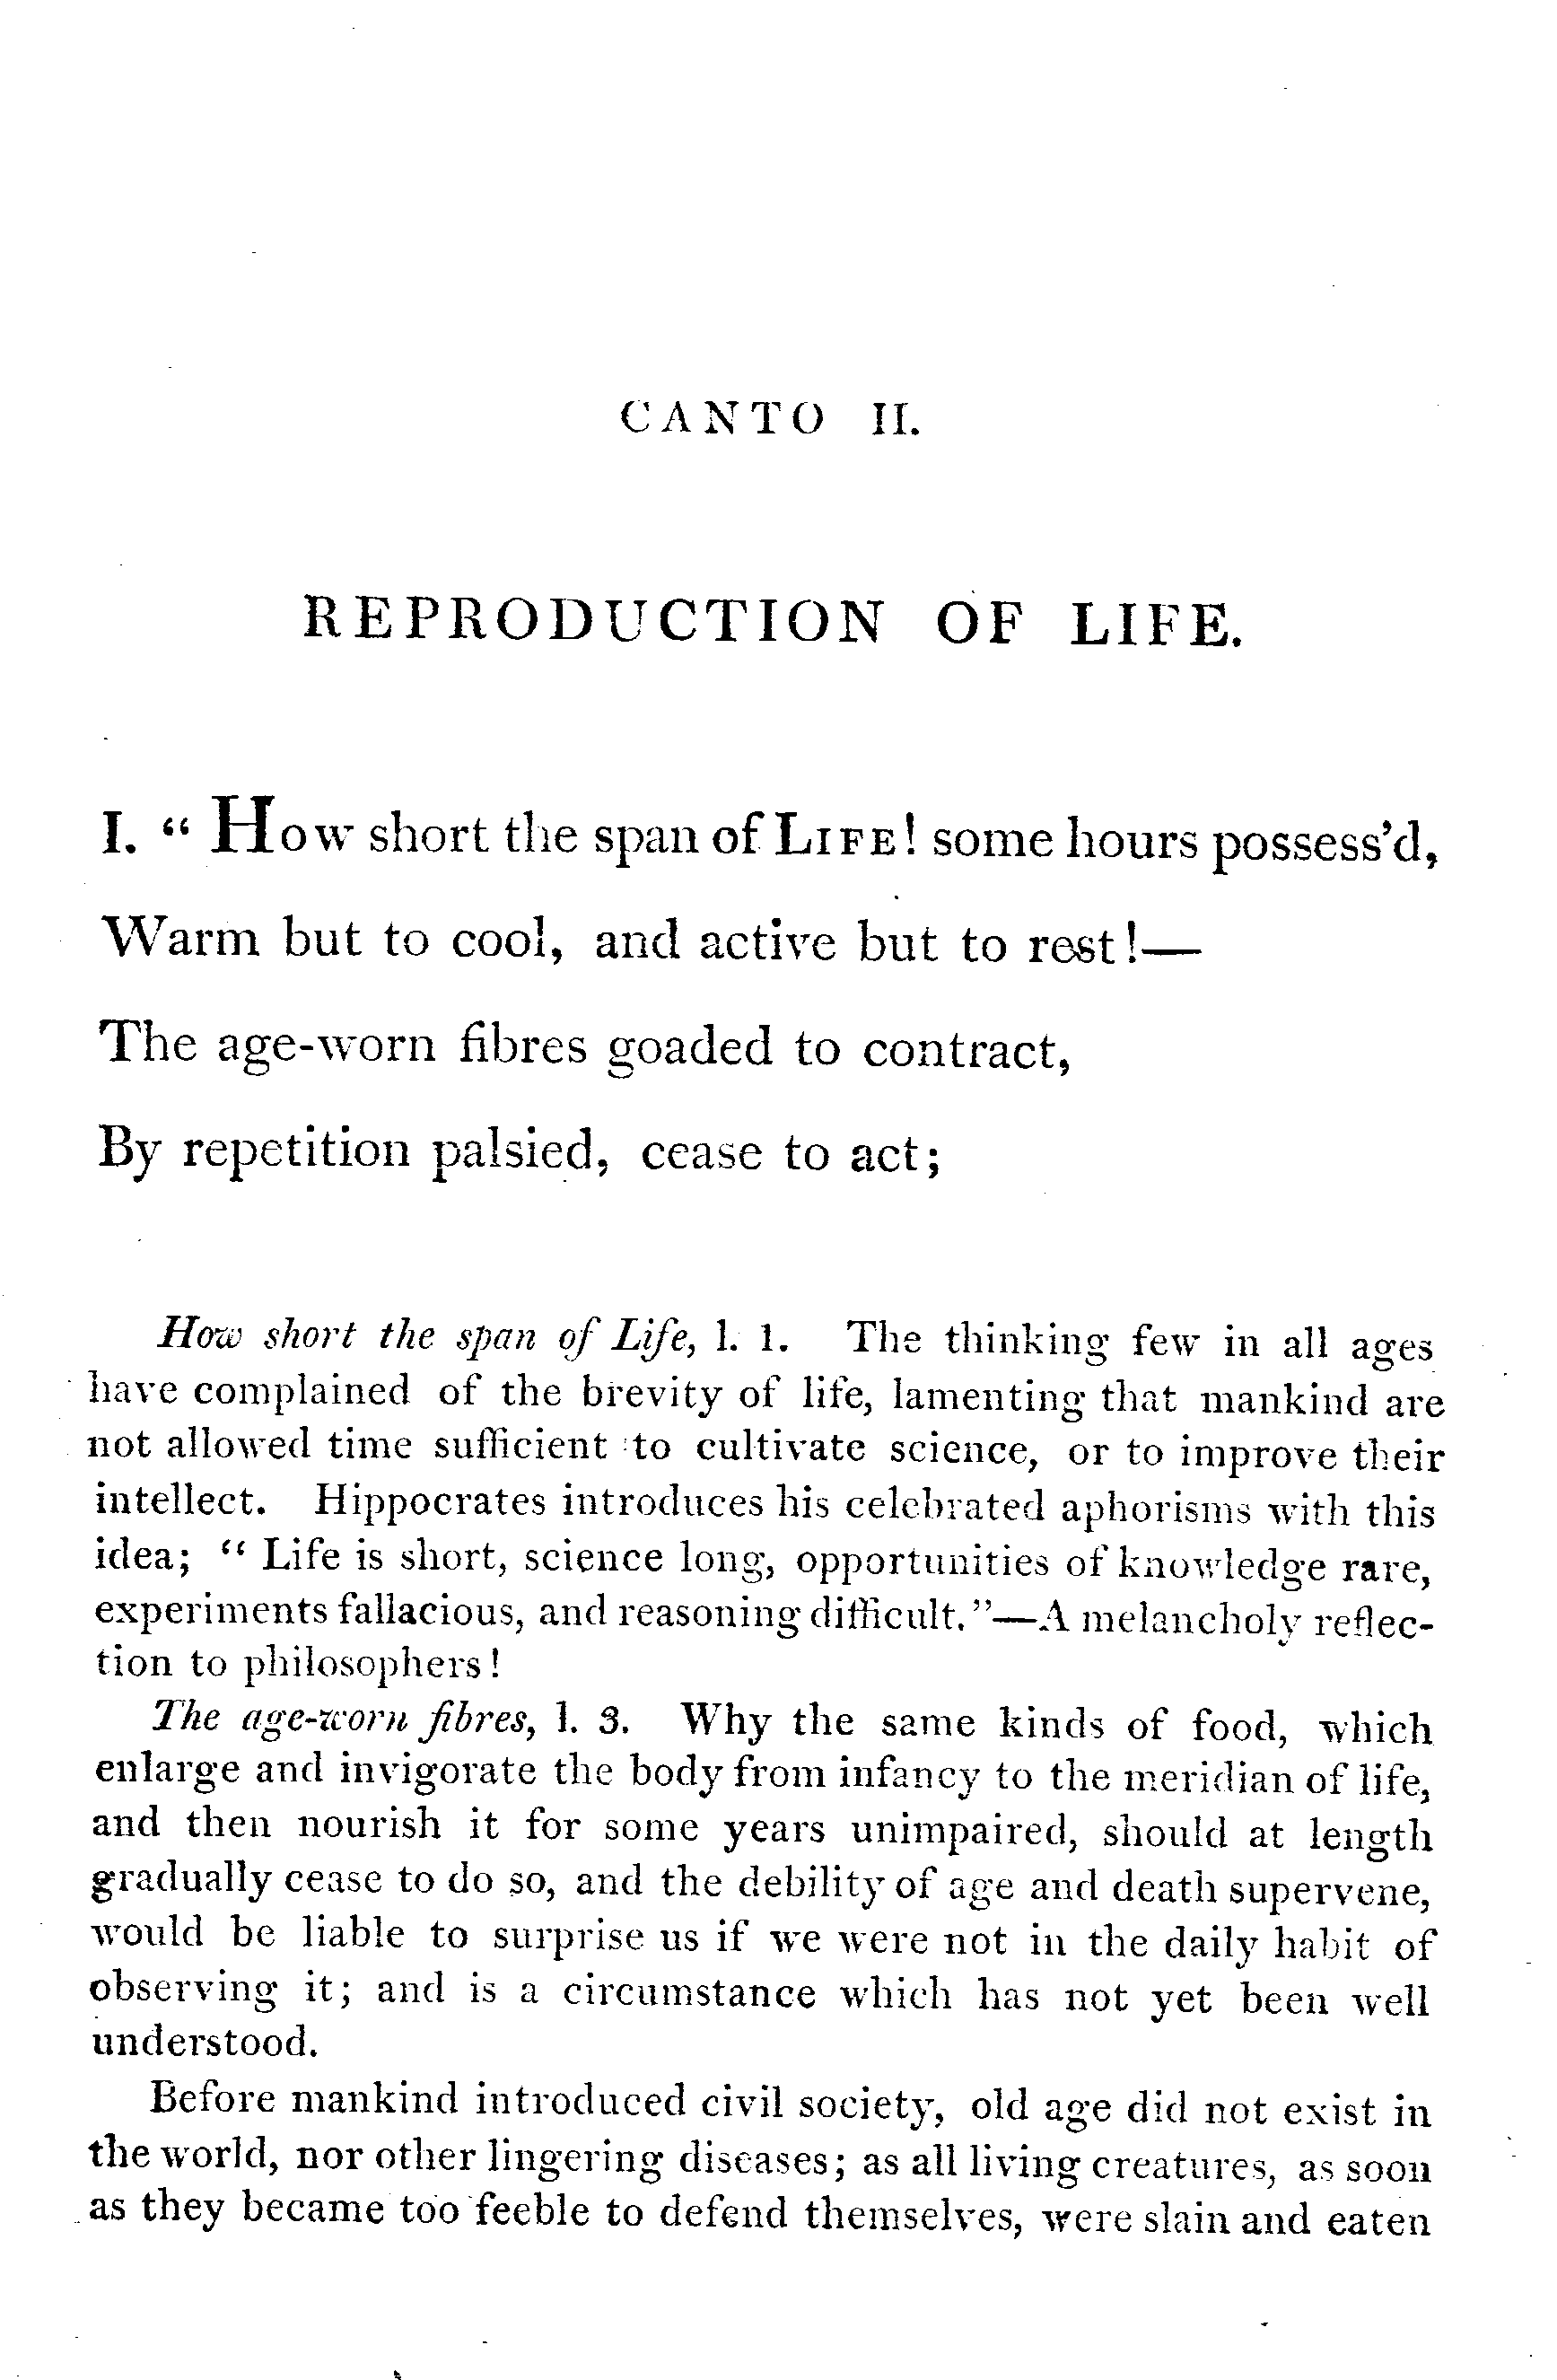 CANTO II.
REPRODUCTION OF LIFE.
I. “ How short the span of LIFE! some hours possess’d,
Warm but to cool, and active but to rest!—
The age-worn fibres goaded to contract,
By repetition palsied, cease to act;
How short the span of Life, l. 1. The thinking few in all ages
have complained of the brevity of life, lamenting that mankind are
not allowed time sufficient to cultivate science, or to improve their
intellect. Hippocrates introduces his celebrated aphorisms with this
idea; “ Life is short, science long, opportunities of knowledge rare,
experiments fallacious, and reasoning difficult.”—A melancholy reflec-
tion to philosophers!
The age-worn fibres, l. 3. Why the same kinds of food, which
enlarge and invigorate the body from infancy to the meridian of life,
and then nourish it for some years unimpaired, should at length
gradually cease to do so, and the debility of age and death supervene,
would be liable to surprise us if we were not in the daily habit of
observing it; and is a circumstance which has not yet been well
understood.
Before mankind introduced civil society, old age did not exist in
the world, nor other lingering diseases; as all living creatures, as soon
as they became too feeble to defend themselves, were slain and eaten